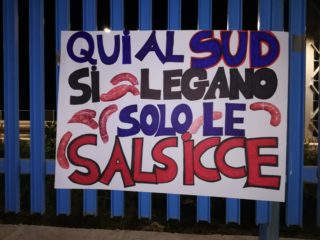 QUI AL SUD
SI LEGANO
SOLO LE
SALSICCE